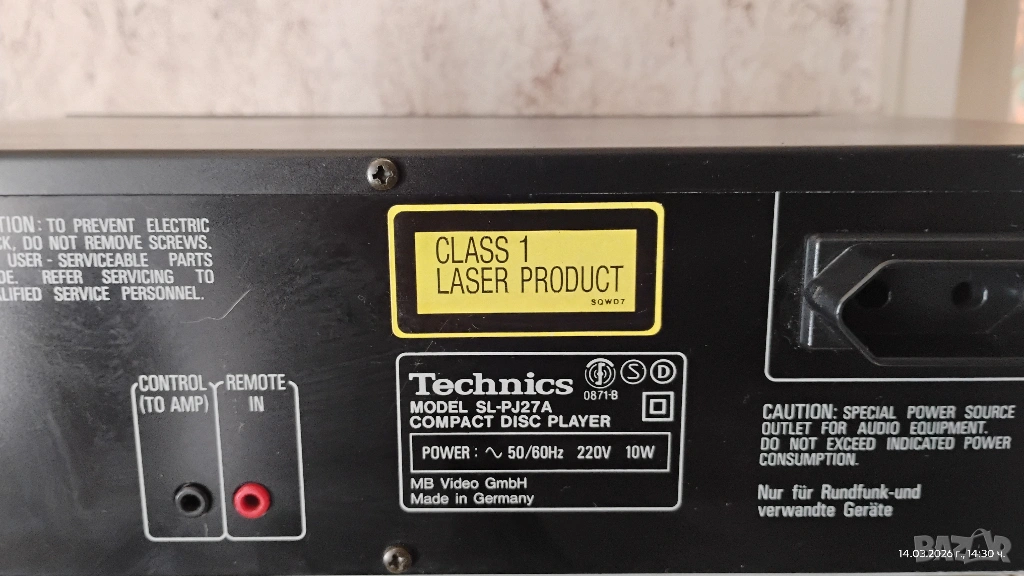 TION: TO PREVENT ELECTRIC
CK, DO NOT REMOVE SCREWS.
USER-SERVICEABLE PARTS
DE. REFER SERVICING TO
ALIFIED SERVICE PERSONNEL.
CLASS 1
LASER PRODUCT
SQWD7
CONTROL
(TO AMP)
REMOTE
IN
Technics
0871-B
S
D
MODEL SL-PJ27A
COMPACT DISC PLAYER
POWER: ∿ 50/60Hz 220V 10W
MB Video GmbH
Made in Germany
CAUTION: SPECIAL POWER SOURCE
OUTLET FOR AUDIO EQUIPMENT.
DO NOT EXCEED INDICATED POWER
CONSUMPTION.
Nur für Rundfunk-und
verwandte Geräte
BAZAR
14.03.2026 г., 14:30 ч.